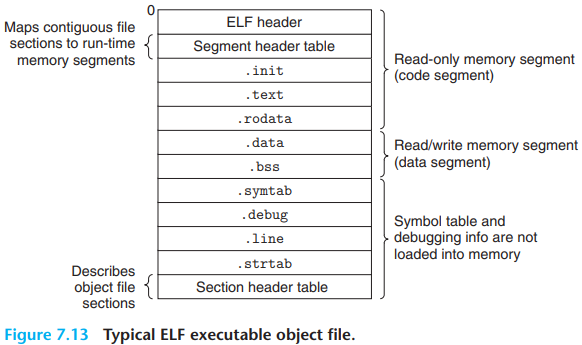 0
Maps contiguous file
sections to run-time
memory segments
ELF header
Segment header table
.init
.text
.rodata
.data
.bss
.symtab
.debug
.line
.strtab
Section header table
Read-only memory segment
(code segment)
Read/write memory segment
(data segment)
Symbol table and
debugging info are not
loaded into memory
Describes
object file
sections
Figure 7.13 Typical ELF executable object file.